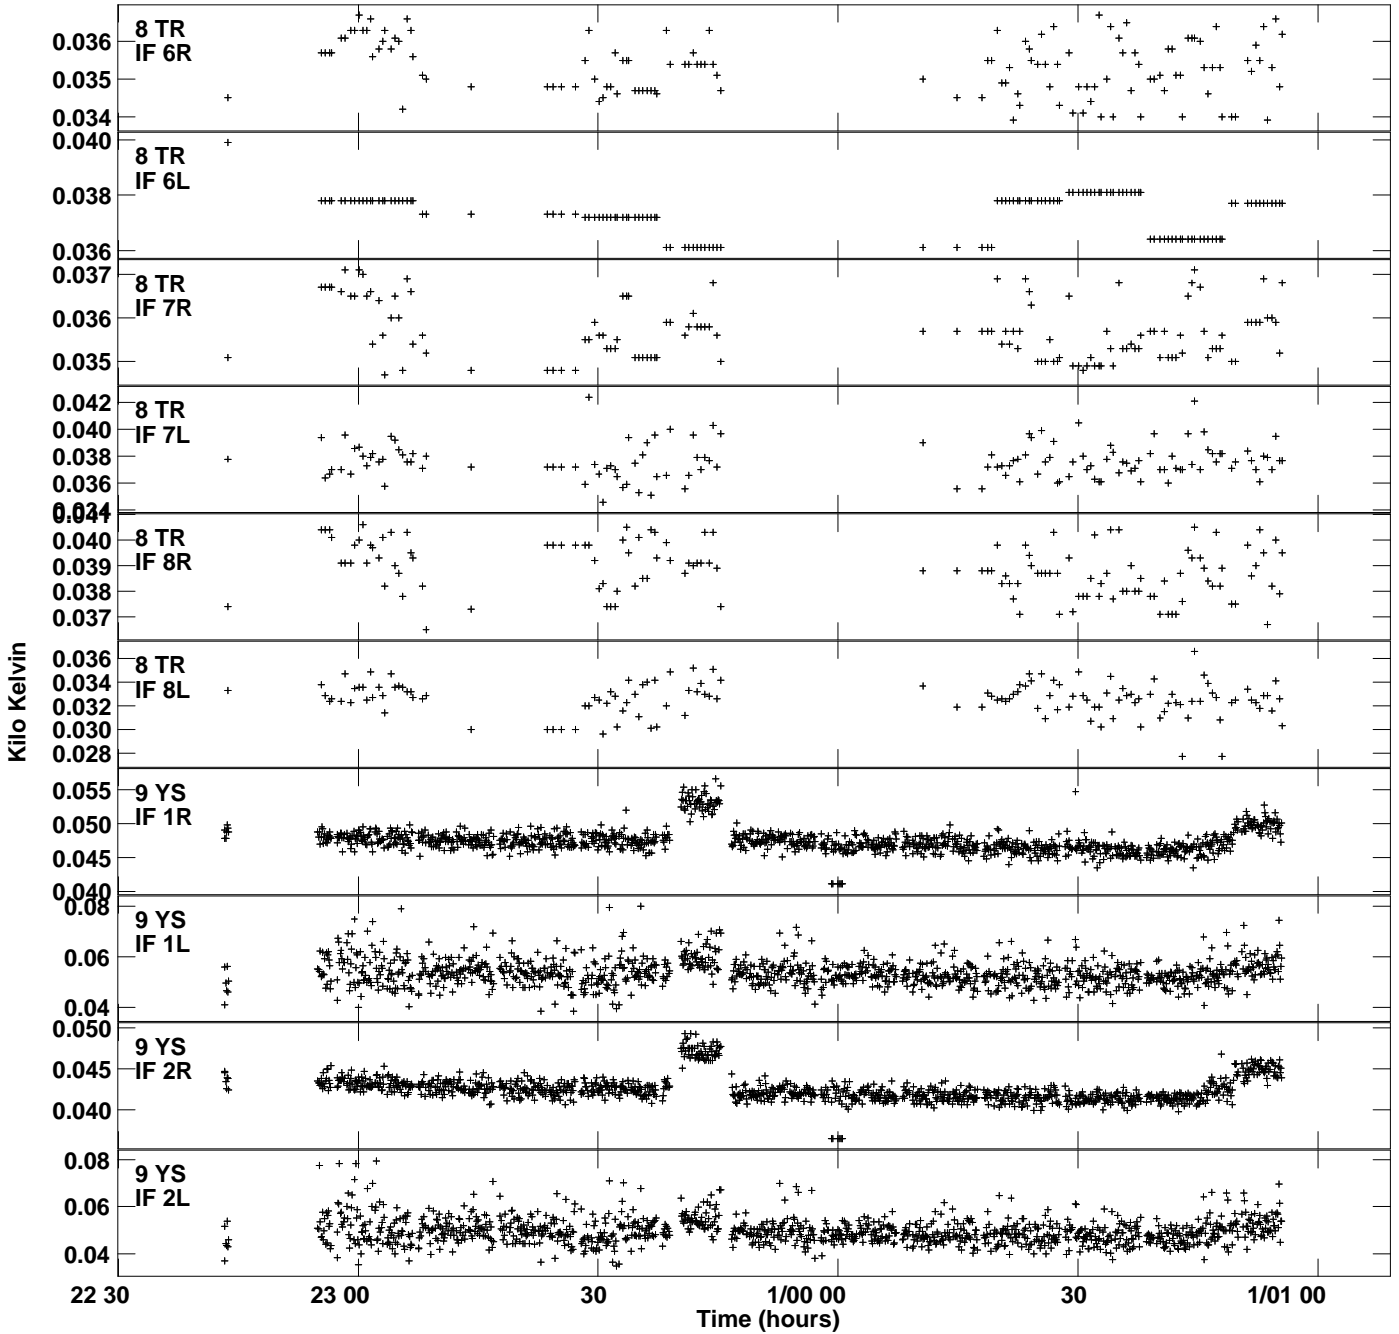 8 TR
IF 6R
0.036
0.035
0.034
8 TR
IF 6L
0.040
0.038
0.036
8 TR
IF 7R
0.037
0.036
0.035
8 TR
IF 7L
0.042
0.040
0.038
0.036
0.034
8 TR
IF 8R
0.041
0.040
0.039
0.038
0.037
8 TR
IF 8L
0.036
0.034
0.032
0.030
0.028
9 YS
IF 1R
0.055
0.050
0.045
0.040
9 YS
IF 1L
0.08
0.06
0.04
9 YS
IF 2R
0.050
0.045
0.040
9 YS
IF 2L
0.08
0.06
0.04
Kilo Kelvin
22 30 23 00 30 1/00 00 30 1/01 00
Time (hours)